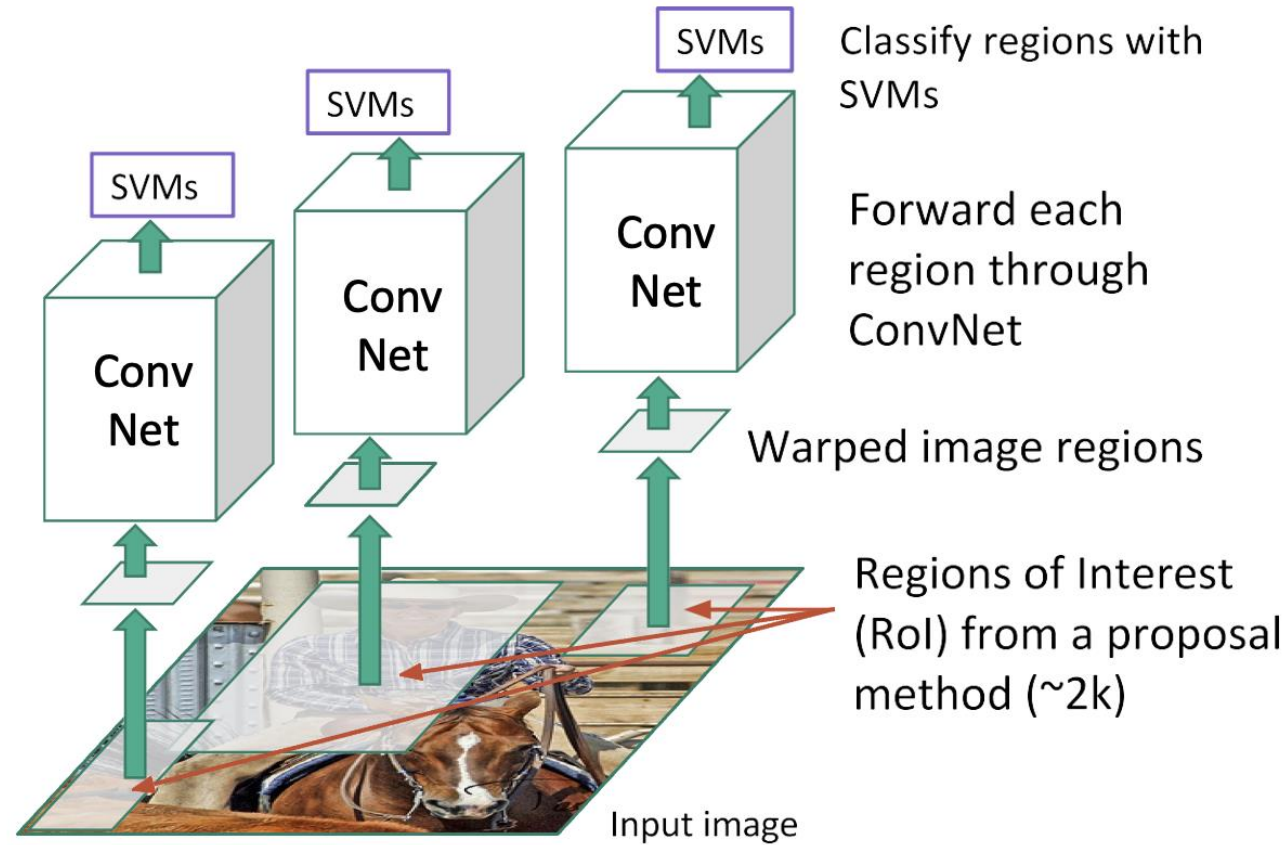 SVMs
Classify regions with
SVMs
SVMs
SVMs
Conv
Net
Conv
Net
Conv
Net
Forward each
region through
ConvNet
Warped image regions
Regions of Interest
(RoI) from a proposal
method (~2k)
Input image